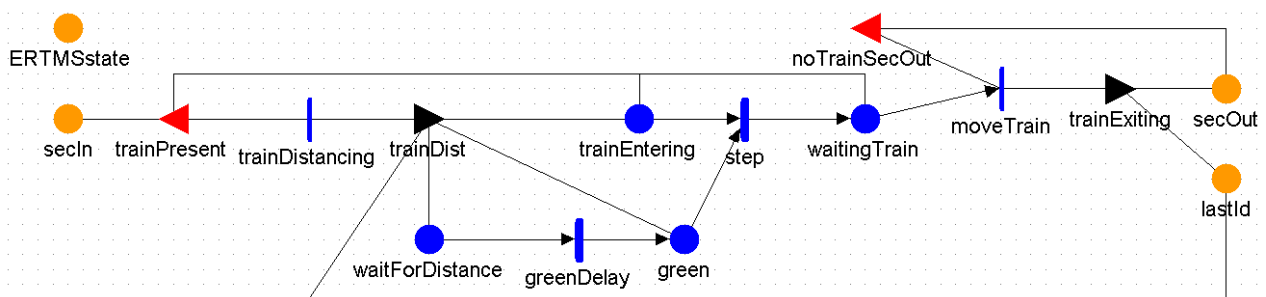 ERTMSstate
noTrainSecOut
secIn
trainPresent
trainDistancing
trainDist
trainEntering
step
waitingTrain
moveTrain
trainExiting
secOut
lastId
waitForDistance
greenDelay
green